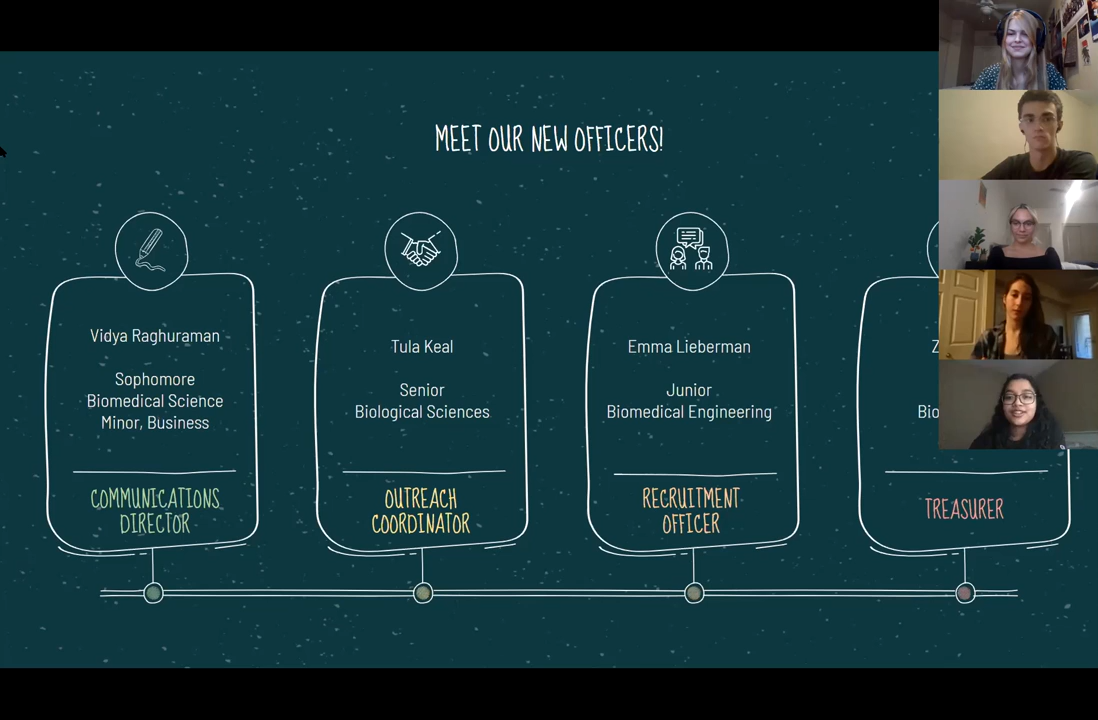 MEET OUR NEW OFFICERS!
Vidya Raghuraman
Sophomore
Biomedical Science
Minor, Business
COMMUNICATIONS
DIRECTOR
Tula Keal
Senior
Biological Sciences
OUTREACH
COORDINATOR
Emma Lieberman
Junior
Biomedical Engineering
RECRUITMENT
OFFICER
TREASURER